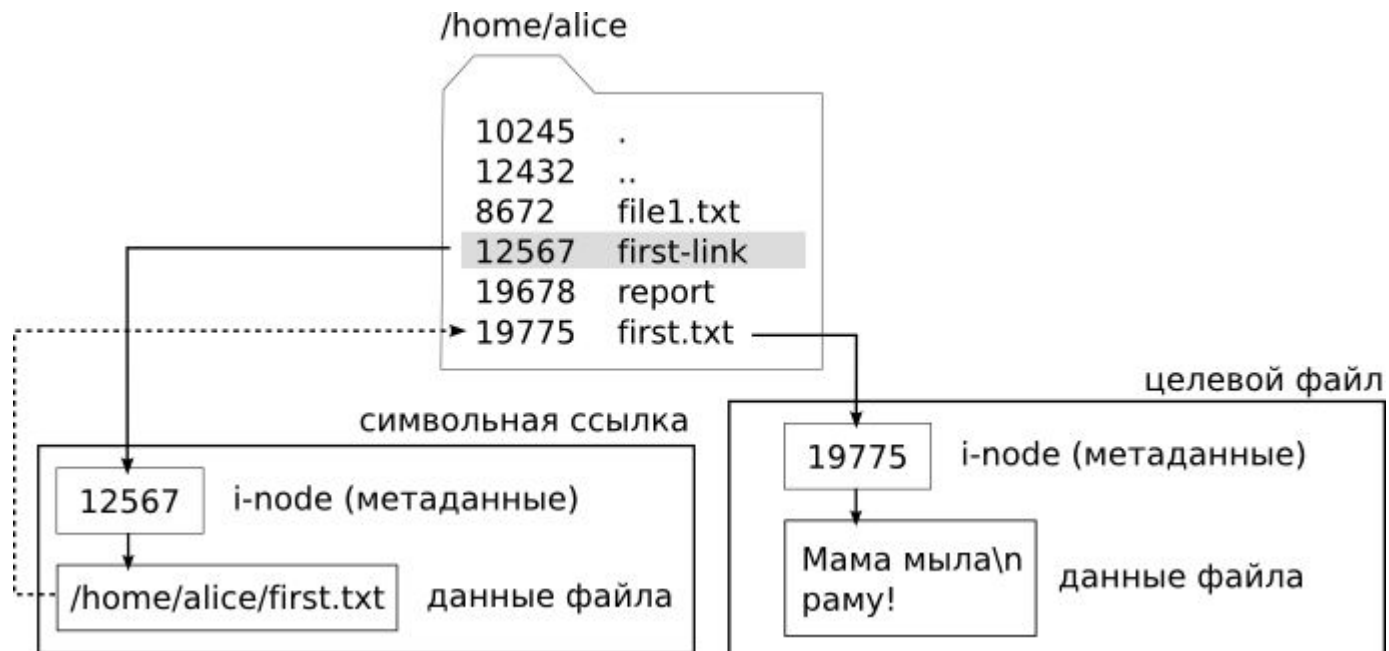 /home/alice
10245 .
12432 ..
8672 file1.txt
12567 first-link
19678 report
19775 first.txt
целевой файл
символьная ссылка
19775 i-node (метаданные)
12567 i-node (метаданные)
Мама мыла\n
раму!
данные файла
/home/alice/first.txt данные файла